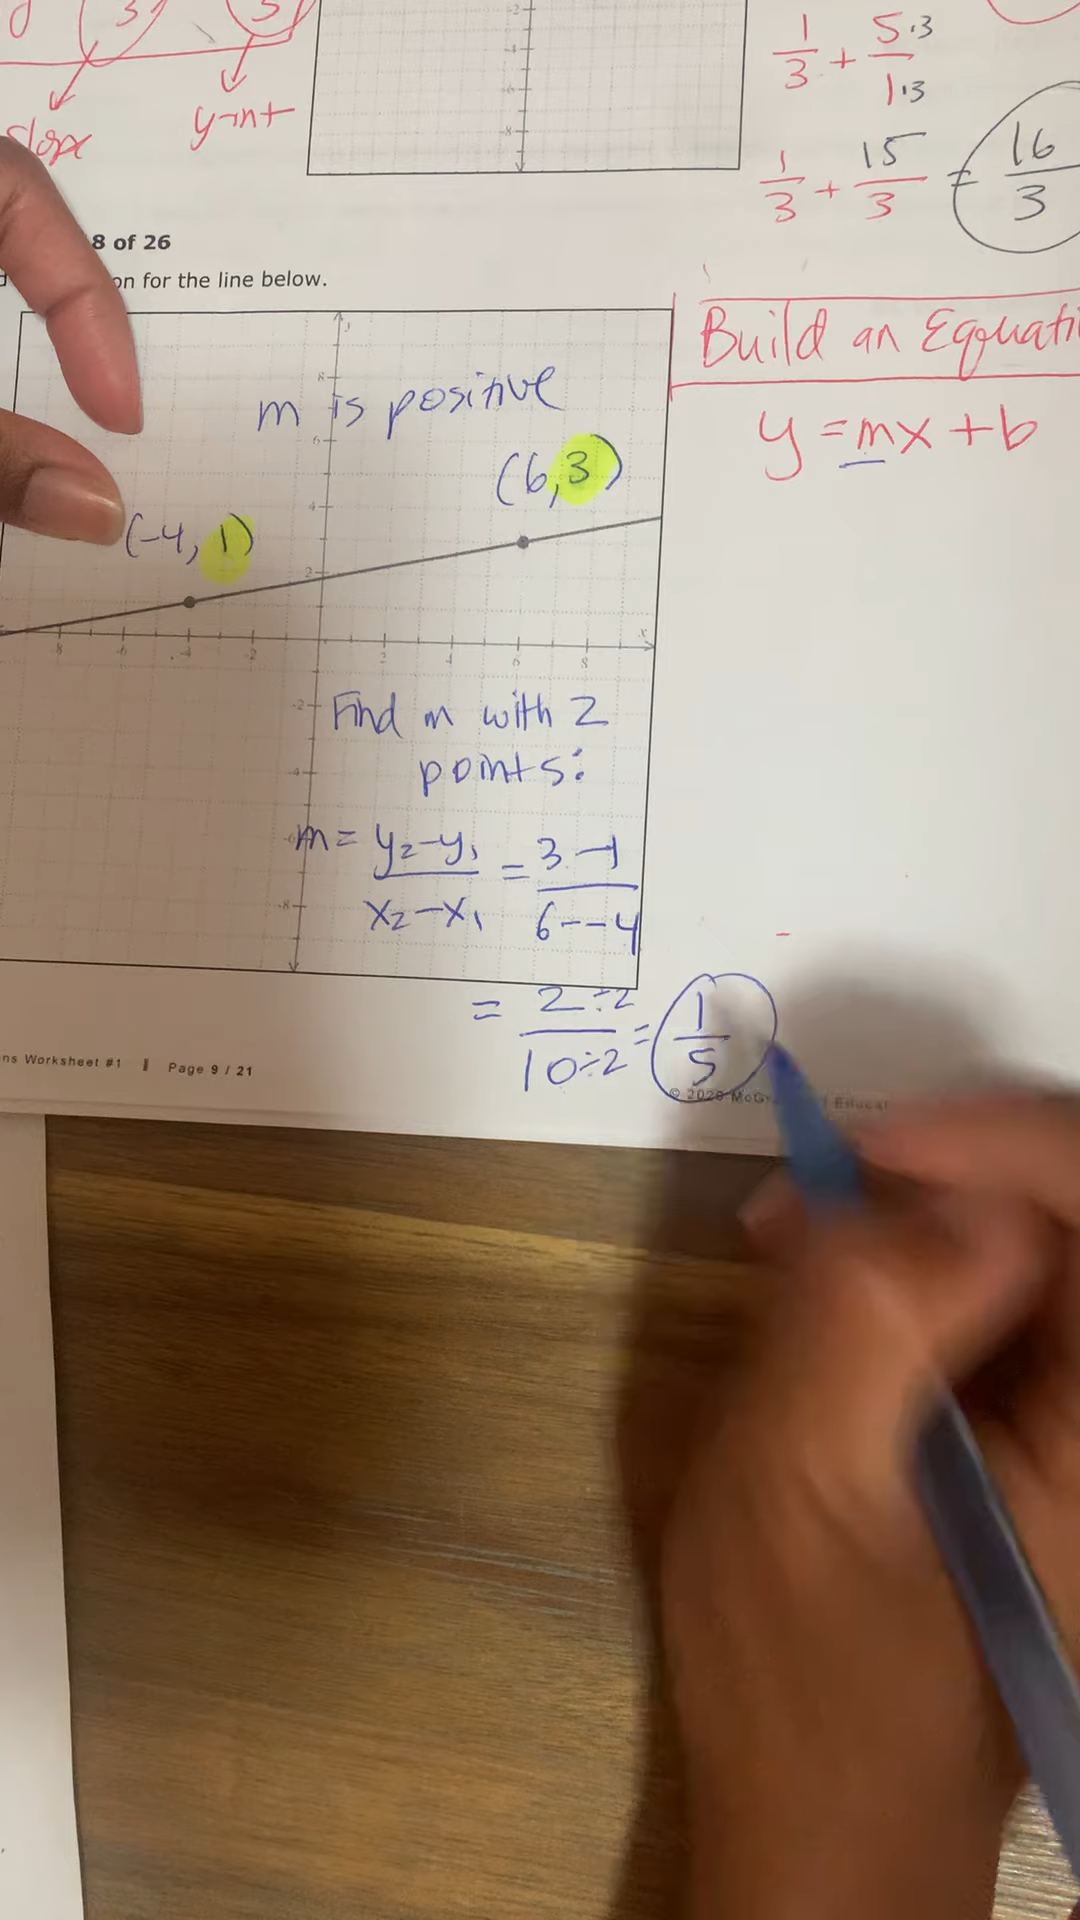 slope
y-int
1/3 + 5·3/1·3
1/3 + 15/3 = 16/3
8 of 26
on for the line below.
Build an
y = mx + b
m is positive
(6,3)
(-4, 1)
Find m with 2
points:
m = y₂-y₁/x₂-x₁ = 3-1/6--4
= 2÷2/10÷2 = 1/5
ns Worksheet #1 | Page 9 / 21
© 2020